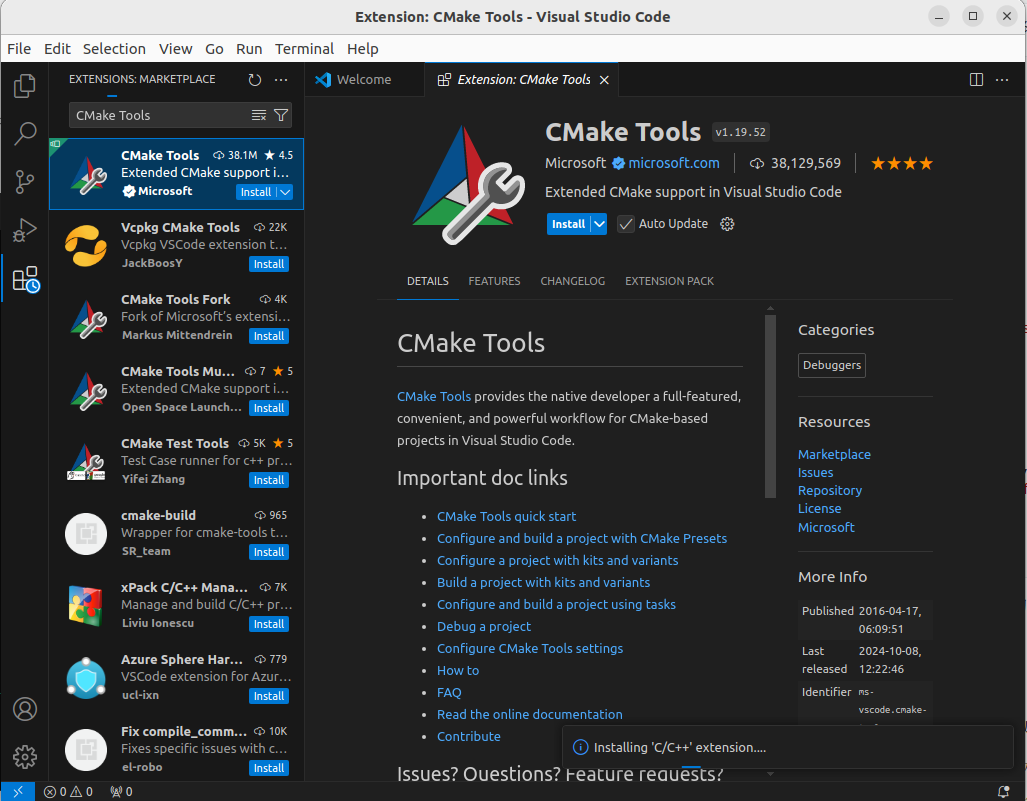 Extension: CMake Tools - Visual Studio Code
File Edit Selection View Go Run Terminal Help
EXTENSIONS: MARKETPLACE
CMake Tools
CMake Tools 38.1M 4.5
Extended CMake support i...
Microsoft Install
Vcpkg CMake Tools 22K
Vcpkg VSCode extension t...
JackBoosY Install
CMake Tools Fork 4K
Fork of Microsoft's extensi...
Markus Mittendrein Install
CMake Tools Mu... 7 5
Extended CMake support i...
Open Space Launch... Install
CMake Test Tools 5K 5
Test Case runner for c++ pr...
Yifei Zhang Install
cmake-build 965
Wrapper for cmake-tools t...
SR_team Install
xPack C/C++ Mana... 7K
Manage and build C/C++ pr...
Liviu Ionescu Install
Azure Sphere Har... 779
VSCode extension for Azur...
ucl-ixn Install
Fix compile_comm... 10K
Fixes specific issues with c...
el-robo Install
Welcome
Extension: CMake Tools
CMake Tools v1.19.52
Microsoft microsoft.com 38,129,569
Extended CMake support in Visual Studio Code
Install Auto Update
DETAILS FEATURES CHANGELOG EXTENSION PACK
CMake Tools
CMake Tools provides the native developer a full-featured,
convenient, and powerful workflow for CMake-based
projects in Visual Studio Code.
Important doc links
• CMake Tools quick start
• Configure and build a project with CMake Presets
• Configure a project with kits and variants
• Build a project with kits and variants
• Configure and build a project using tasks
• Debug a project
• Configure CMake Tools settings
• How to
• FAQ
• Read the online documentation
• Contribute
Issues? Questions? Feature requests?
Categories
Debuggers
Resources
Marketplace
Issues
Repository
License
Microsoft
More Info
Published 2016-04-17,
06:09:51
Last 2024-10-08,
released 12:22:46
Identifier ms-
vscode.cmake-
Installing 'C/C++' extension....
0 0 0